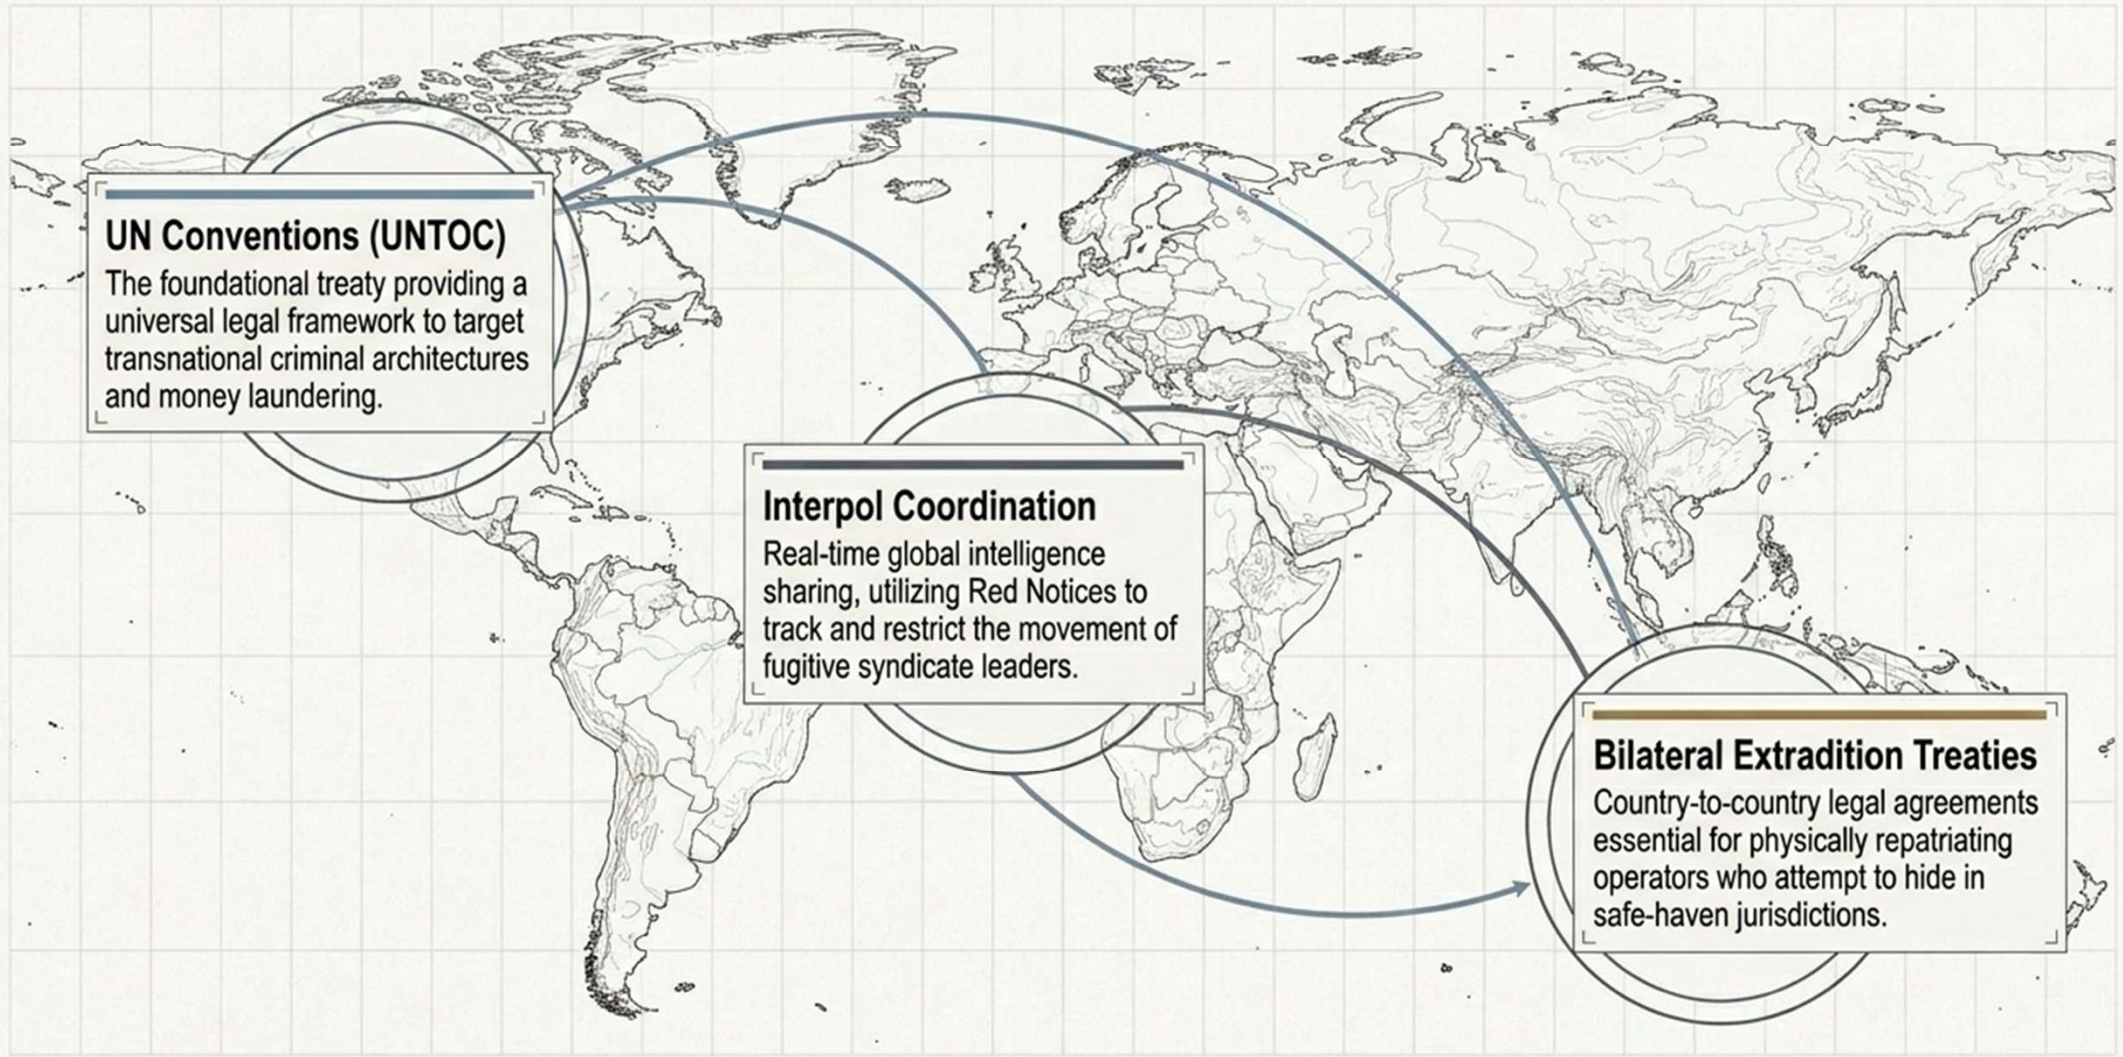 UN Conventions (UNTOC)
The foundational treaty providing a
universal legal framework to target
transnational criminal architectures
and money laundering.
Interpol Coordination
Real-time global intelligence
sharing, utilizing Red Notices to
track and restrict the movement of
fugitive syndicate leaders.
Bilateral Extradition Treaties
Country-to-country legal agreements
essential for physically repatriating
operators who attempt to hide in
safe-haven jurisdictions.